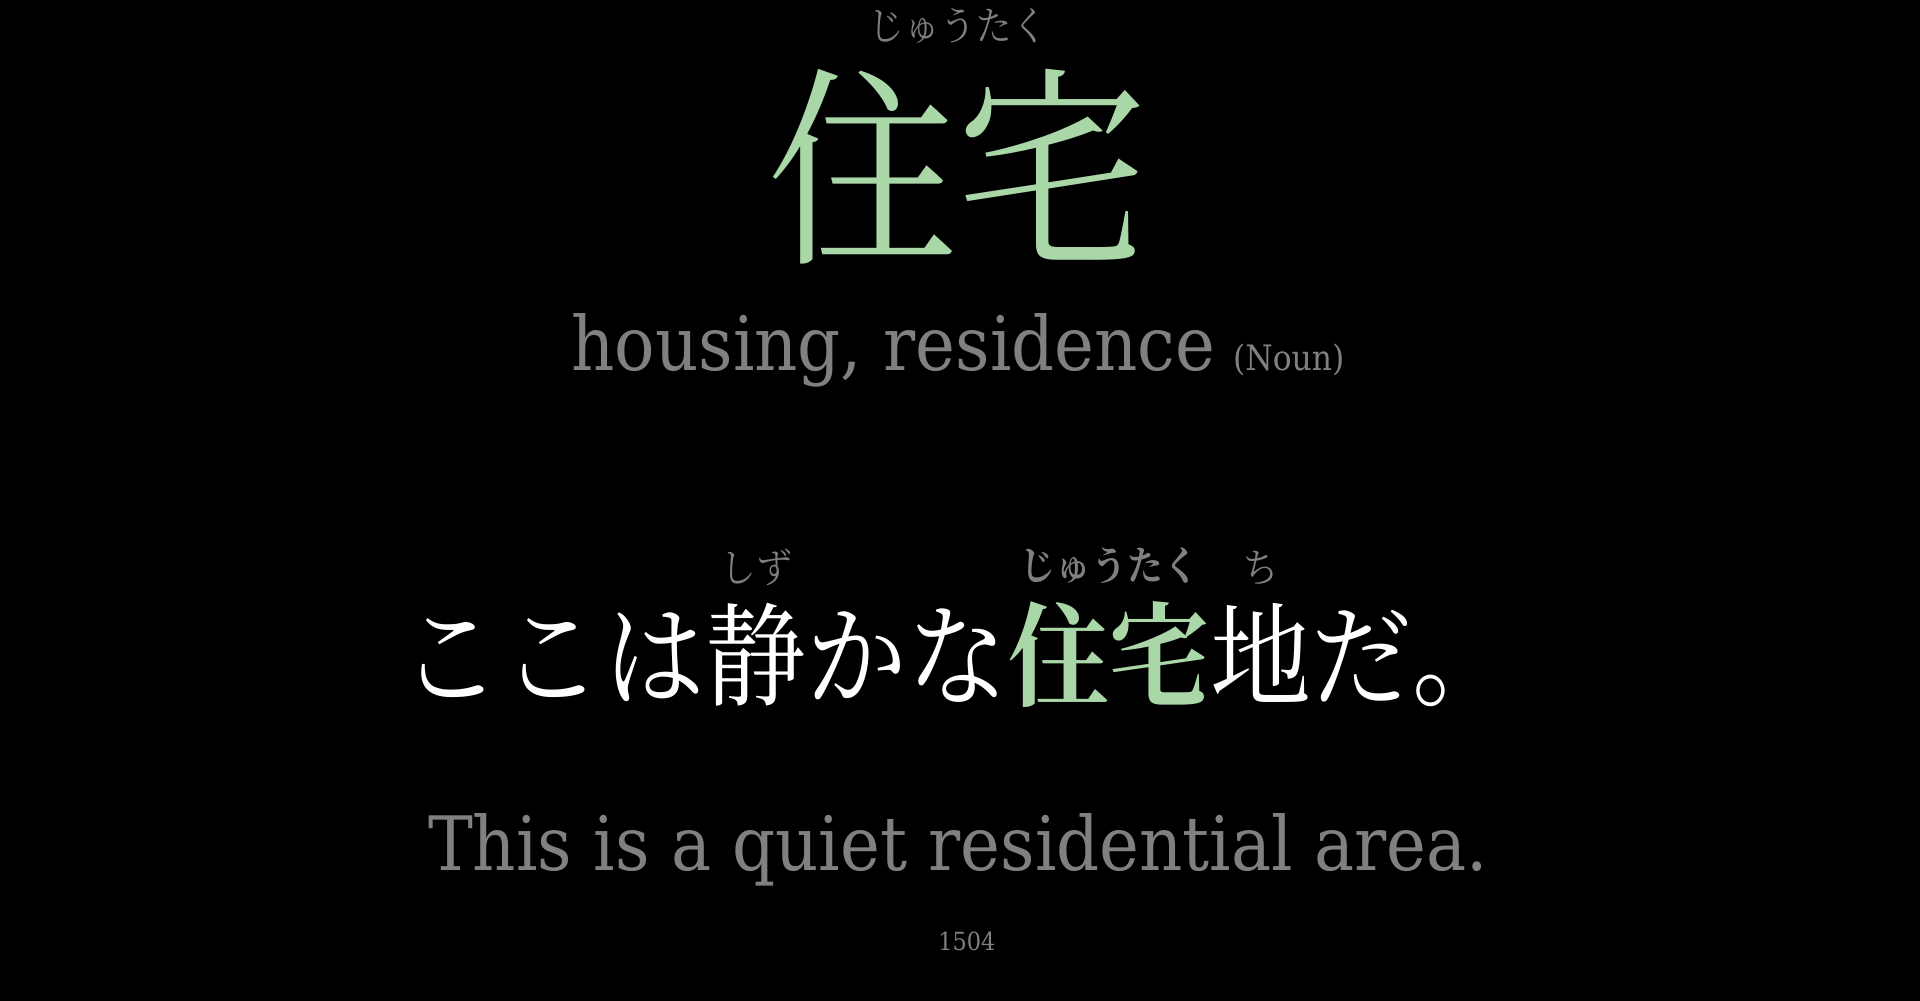 じゅうたく
住宅
housing, residence (Noun)
しず じゅうたく ち
ここは静かな住宅地だ。
This is a quiet residential area.
1504